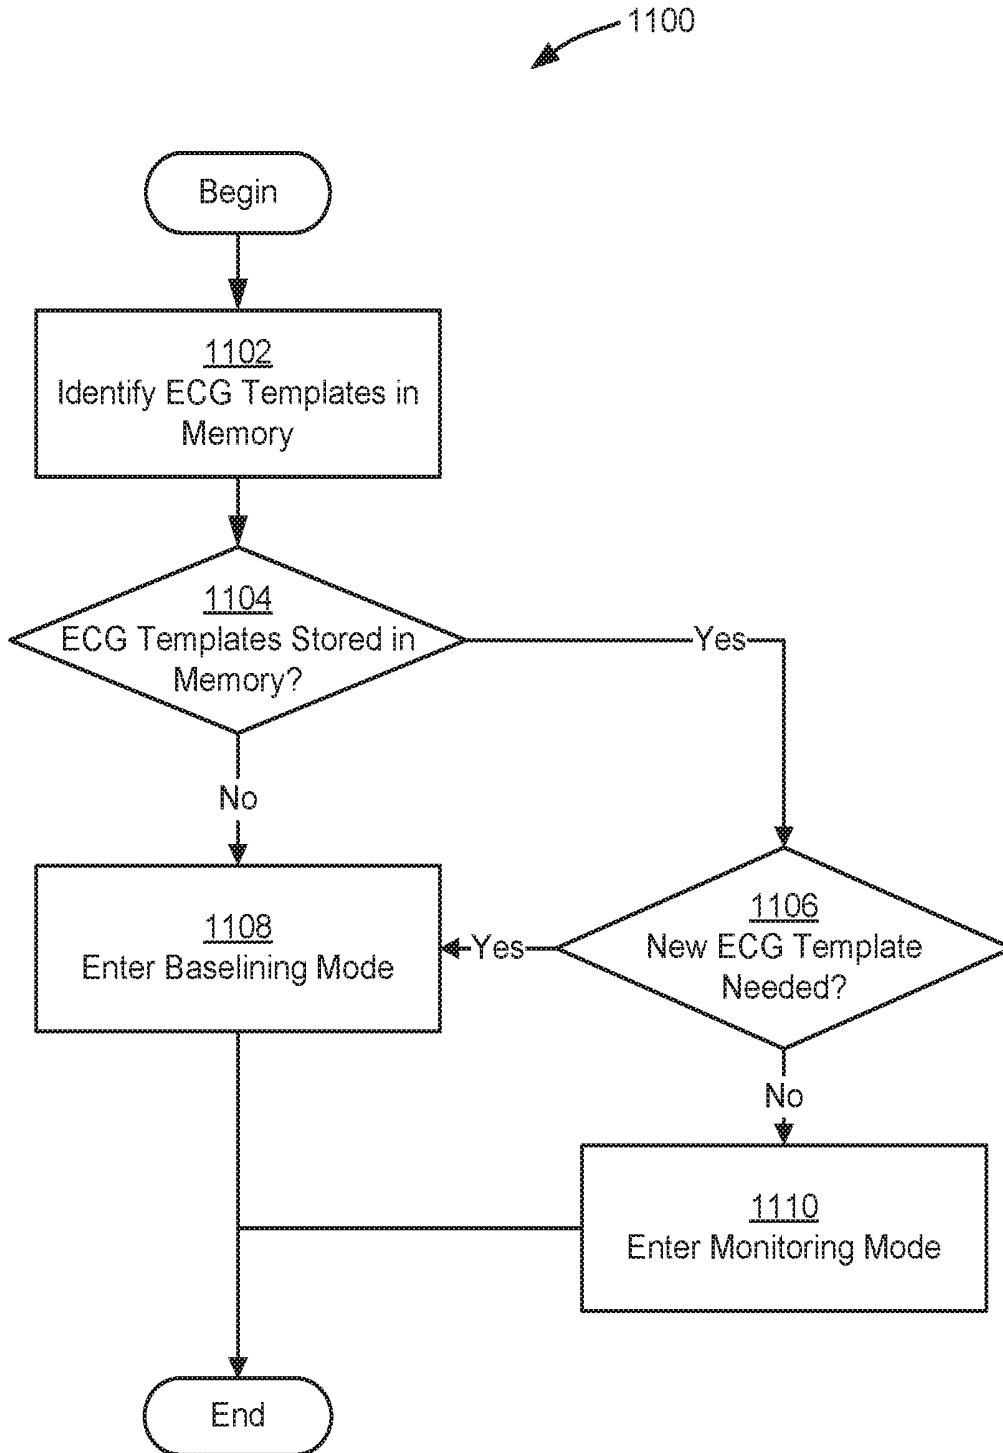 1100
Begin
1102
Identify ECG Templates in
Memory
1104
ECG Templates Stored in
Memory?
Yes
No
1106
New ECG Template
Needed?
Yes
1108
Enter Baselining Mode
No
1110
Enter Monitoring Mode
End